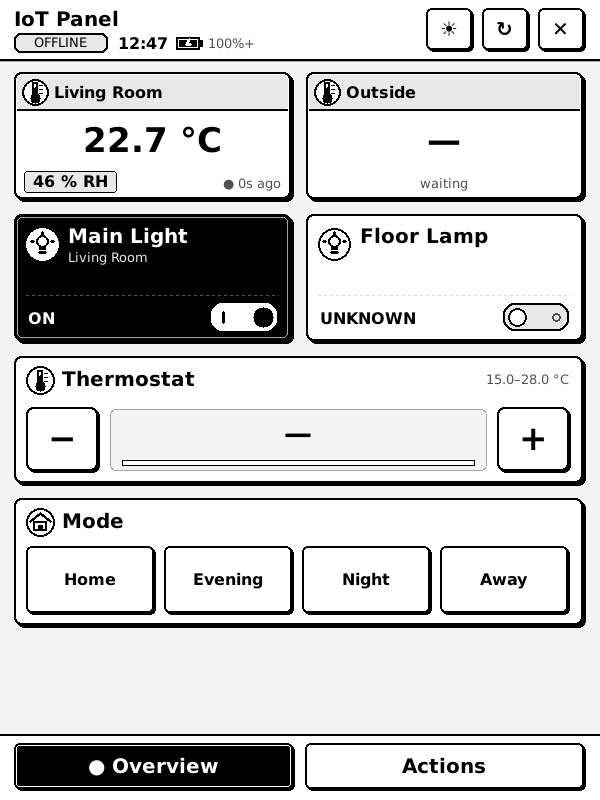 IoT Panel
OFFLINE 12:47 100%+
☀ ↻ ✕
Living Room
22.7 °C
46 % RH ● 0s ago
Outside
—
waiting
Main Light
Living Room
ON
Floor Lamp
UNKNOWN
Thermostat 15.0–28.0 °C
− — +
Mode
Home Evening Night Away
● Overview Actions